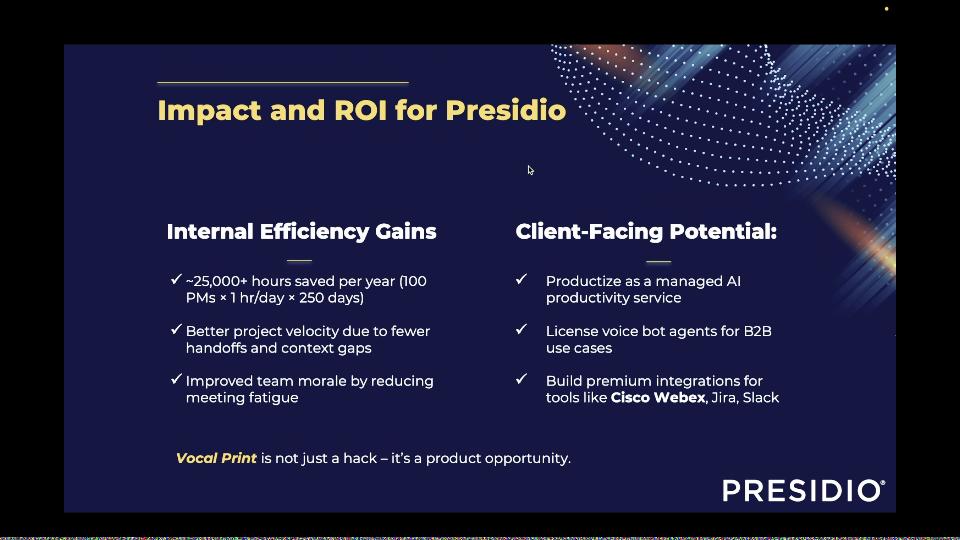 Impact and ROI for Presidio
Internal Efficiency Gains
✓ ~25,000+ hours saved per year (100
PMs × 1 hr/day × 250 days)
✓ Better project velocity due to fewer
handoffs and context gaps
✓ Improved team morale by reducing
meeting fatigue
Client-Facing Potential:
✓ Productize as a managed AI
productivity service
✓ License voice bot agents for B2B
use cases
✓ Build premium integrations for
tools like Cisco Webex, Jira, Slack
Vocal Print is not just a hack – it’s a product opportunity.
PRESIDIO®